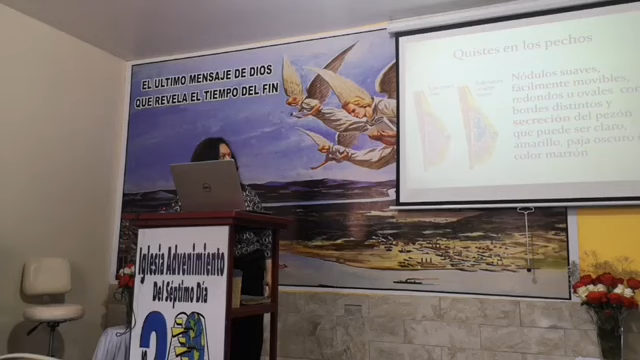 EL ULTIMO MENSAJE DE DIOS
QUE REVELA EL TIEMPO DEL FIN
Quistes en los pechos
Nódulos suaves,
fácilmente movibles,
redondos u ovales con
bordes distintos y
secreción del pezón
que puede ser claro,
amarillo, paja oscuro o
color marrón
DELL
Iglesia Advenimiento
Del Séptimo Día